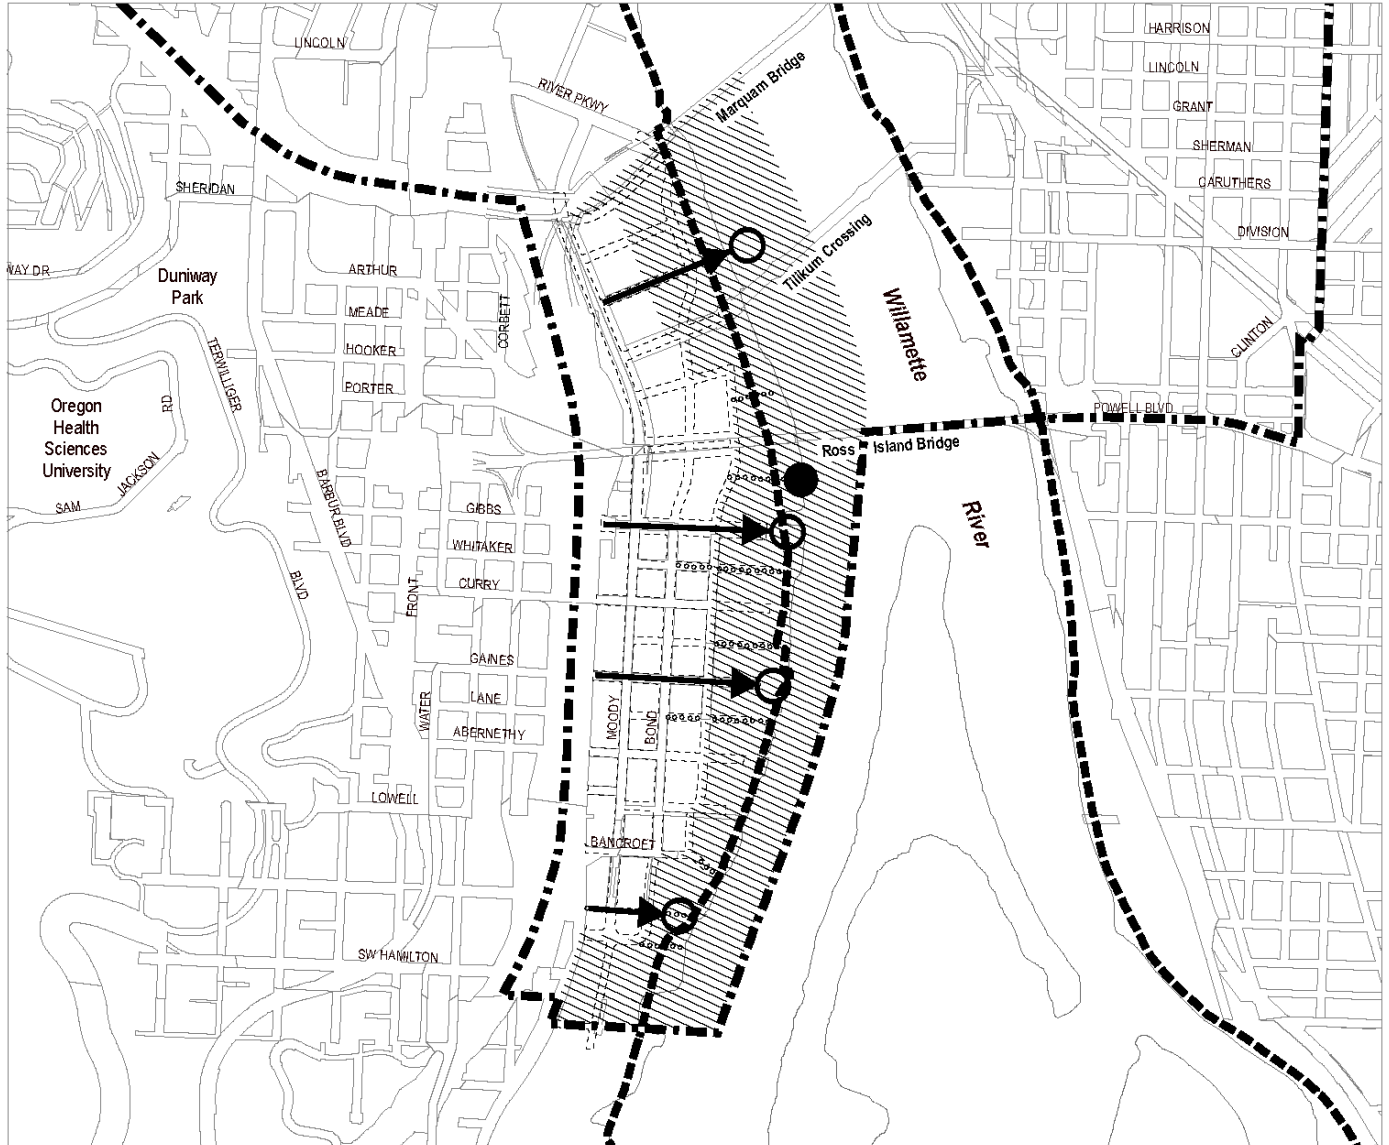 HARRISON
LINCOLN
LINCOLN
Marquam Bridge
RIVER PKWY
GRANT
SHERMAN
SHERIDAN
CARUTHERS
DIVISION
WAY DR
Duniway
Park
ARTHUR
Tilikum Crossing
MEADE
CORBETT
Willamette
HOOKER
TERWILLIGER
CLINTON
PORTER
RD
Oregon
Health
Sciences
University
POWELL BLVD
Ross Island Bridge
JACKSON
SAM
BARBUR BLVD
GIBBS
River
WHITAKER
BLVD
CURRY
FRONT
GAINES
LANE
WATER
MOODY
BOND
ABERNETHY
LOWELL
BANCROFT
SW HAMILTON